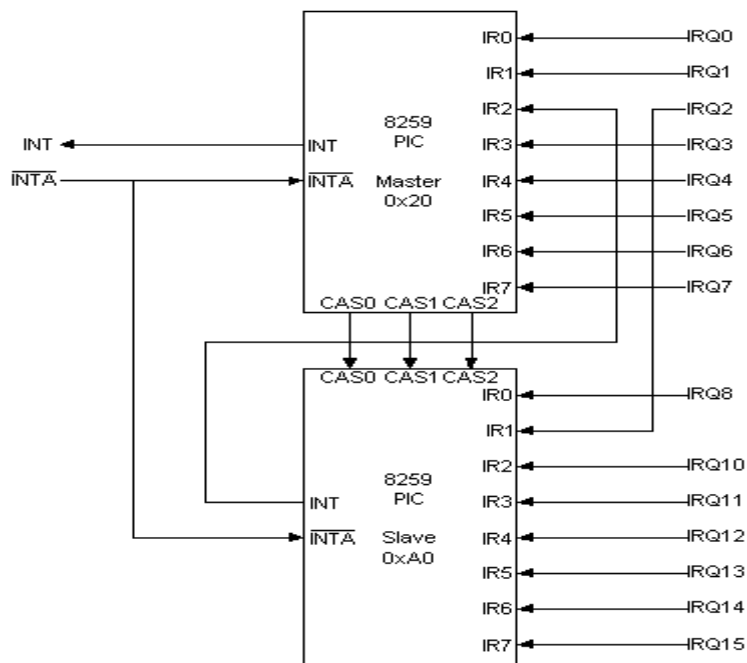 IR0 IRQ0
IR1 IRQ1
IR2 IRQ2
8259
PIC
INT INT IR3 IRQ3
INTA INTA Master IR4 IRQ4
0x20
IR5 IRQ5
IR6 IRQ6
IR7 IRQ7
CAS0 CAS1 CAS2
CAS0 CAS1 CAS2
IR0 IRQ8
IR1
IR2 IRQ10
8259
PIC
INT IR3 IRQ11
INTA Slave IR4 IRQ12
0xA0
IR5 IRQ13
IR6 IRQ14
IR7 IRQ15